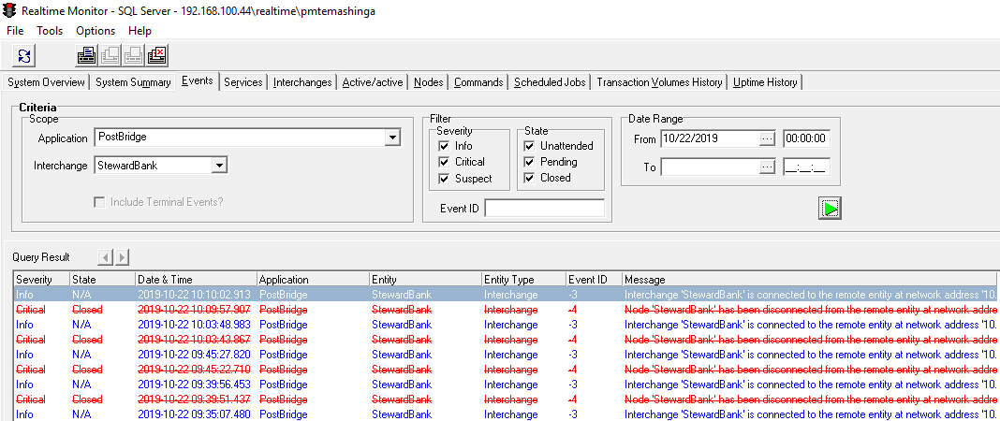 Realtime Monitor - SQL Server - 192.168.100.44\realtime\pmtemashinga
File Tools Options Help
System Overview System Summary Events Services Interchanges Active/active Nodes Commands Scheduled Jobs Transaction Volumes History Uptime History
Criteria
Scope
Application PostBridge
Interchange StewardBank
Include Terminal Events?
Filter
Severity
Info
Critical
Suspect
State
Unattended
Pending
Closed
Event ID
Date Range
From 10/22/2019 ... 00:00:00
To ... __:__:__
Query Result
Severity State Date & Time Application Entity Entity Type Event ID Message
Info N/A 2019-10-22 10:10:02.913 PostBridge StewardBank Interchange -3 Interchange 'StewardBank' is connected to the remote entity at network address '10.
Critical Closed 2019-10-22 10:09:57.907 PostBridge StewardBank Interchange -4 Node 'StewardBank' has been disconnected from the remote entity at network addre
Info N/A 2019-10-22 10:03:48.983 PostBridge StewardBank Interchange -3 Interchange 'StewardBank' is connected to the remote entity at network address '10.
Critical Closed 2019-10-22 10:03:43.867 PostBridge StewardBank Interchange -4 Node 'StewardBank' has been disconnected from the remote entity at network addre
Info N/A 2019-10-22 09:45:27.820 PostBridge StewardBank Interchange -3 Interchange 'StewardBank' is connected to the remote entity at network address '10.
Critical Closed 2019-10-22 09:45:22.710 PostBridge StewardBank Interchange -4 Node 'StewardBank' has been disconnected from the remote entity at network addre
Info N/A 2019-10-22 09:39:56.453 PostBridge StewardBank Interchange -3 Interchange 'StewardBank' is connected to the remote entity at network address '10.
Critical Closed 2019-10-22 09:39:51.437 PostBridge StewardBank Interchange -4 Node 'StewardBank' has been disconnected from the remote entity at network addre
Info N/A 2019-10-22 09:35:07.480 PostBridge StewardBank Interchange -3 Interchange 'StewardBank' is connected to the remote entity at network address '10.